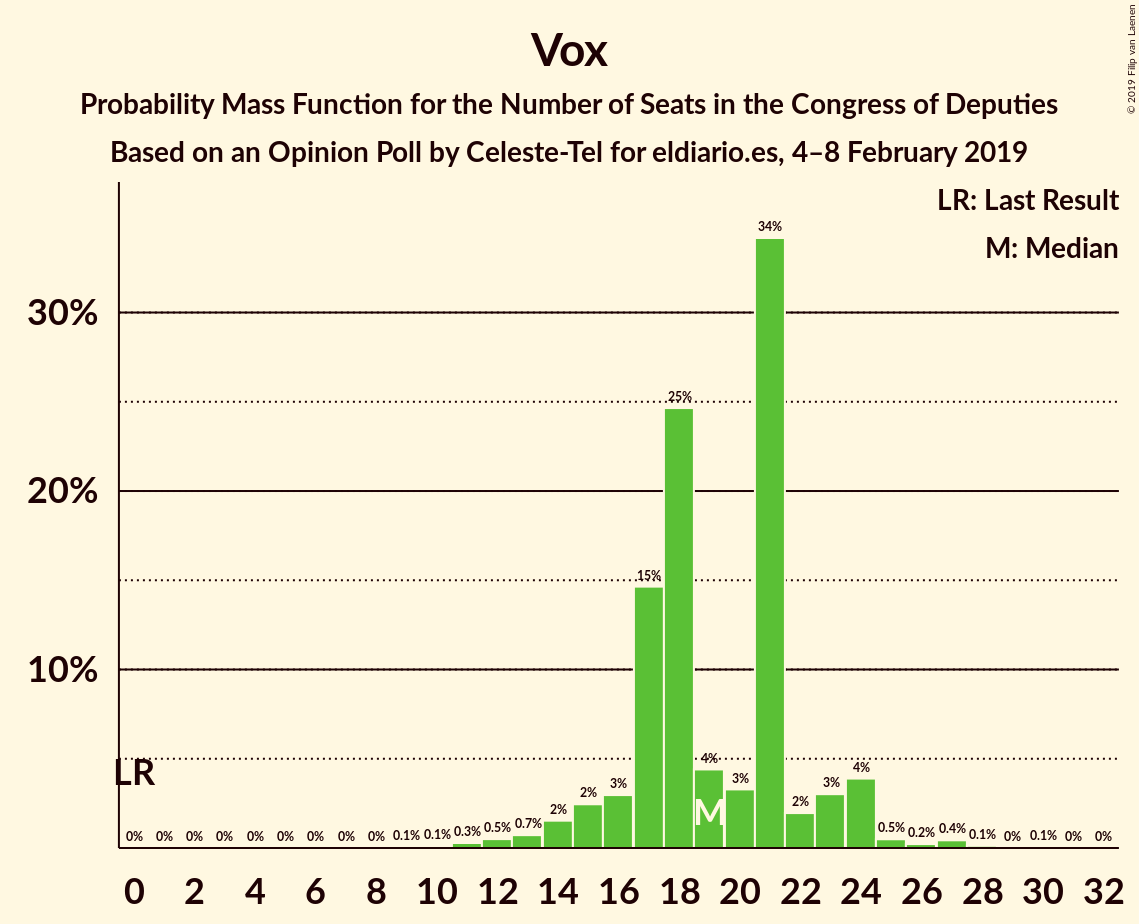 Vox
Probability Mass Function for the Number of Seats in the Congress of Deputies
Based on an Opinion Poll by Celeste-Tel for eldiario.es, 4–8 February 2019
© 2019 Filip van Laenen
LR: Last Result
M: Median
34%
30%
25%
20%
15%
10%
LR
0% 0% 0% 0% 0% 0% 0% 0% 0% 0.1% 0.1% 0.3% 0.5% 0.7% 2% 2% 3% 4% 3% 2% 3% 4% 0.5% 0.2% 0.4% 0.1% 0% 0.1% 0% 0%
M
0 2 4 6 8 10 12 14 16 18 20 22 24 26 28 30 32